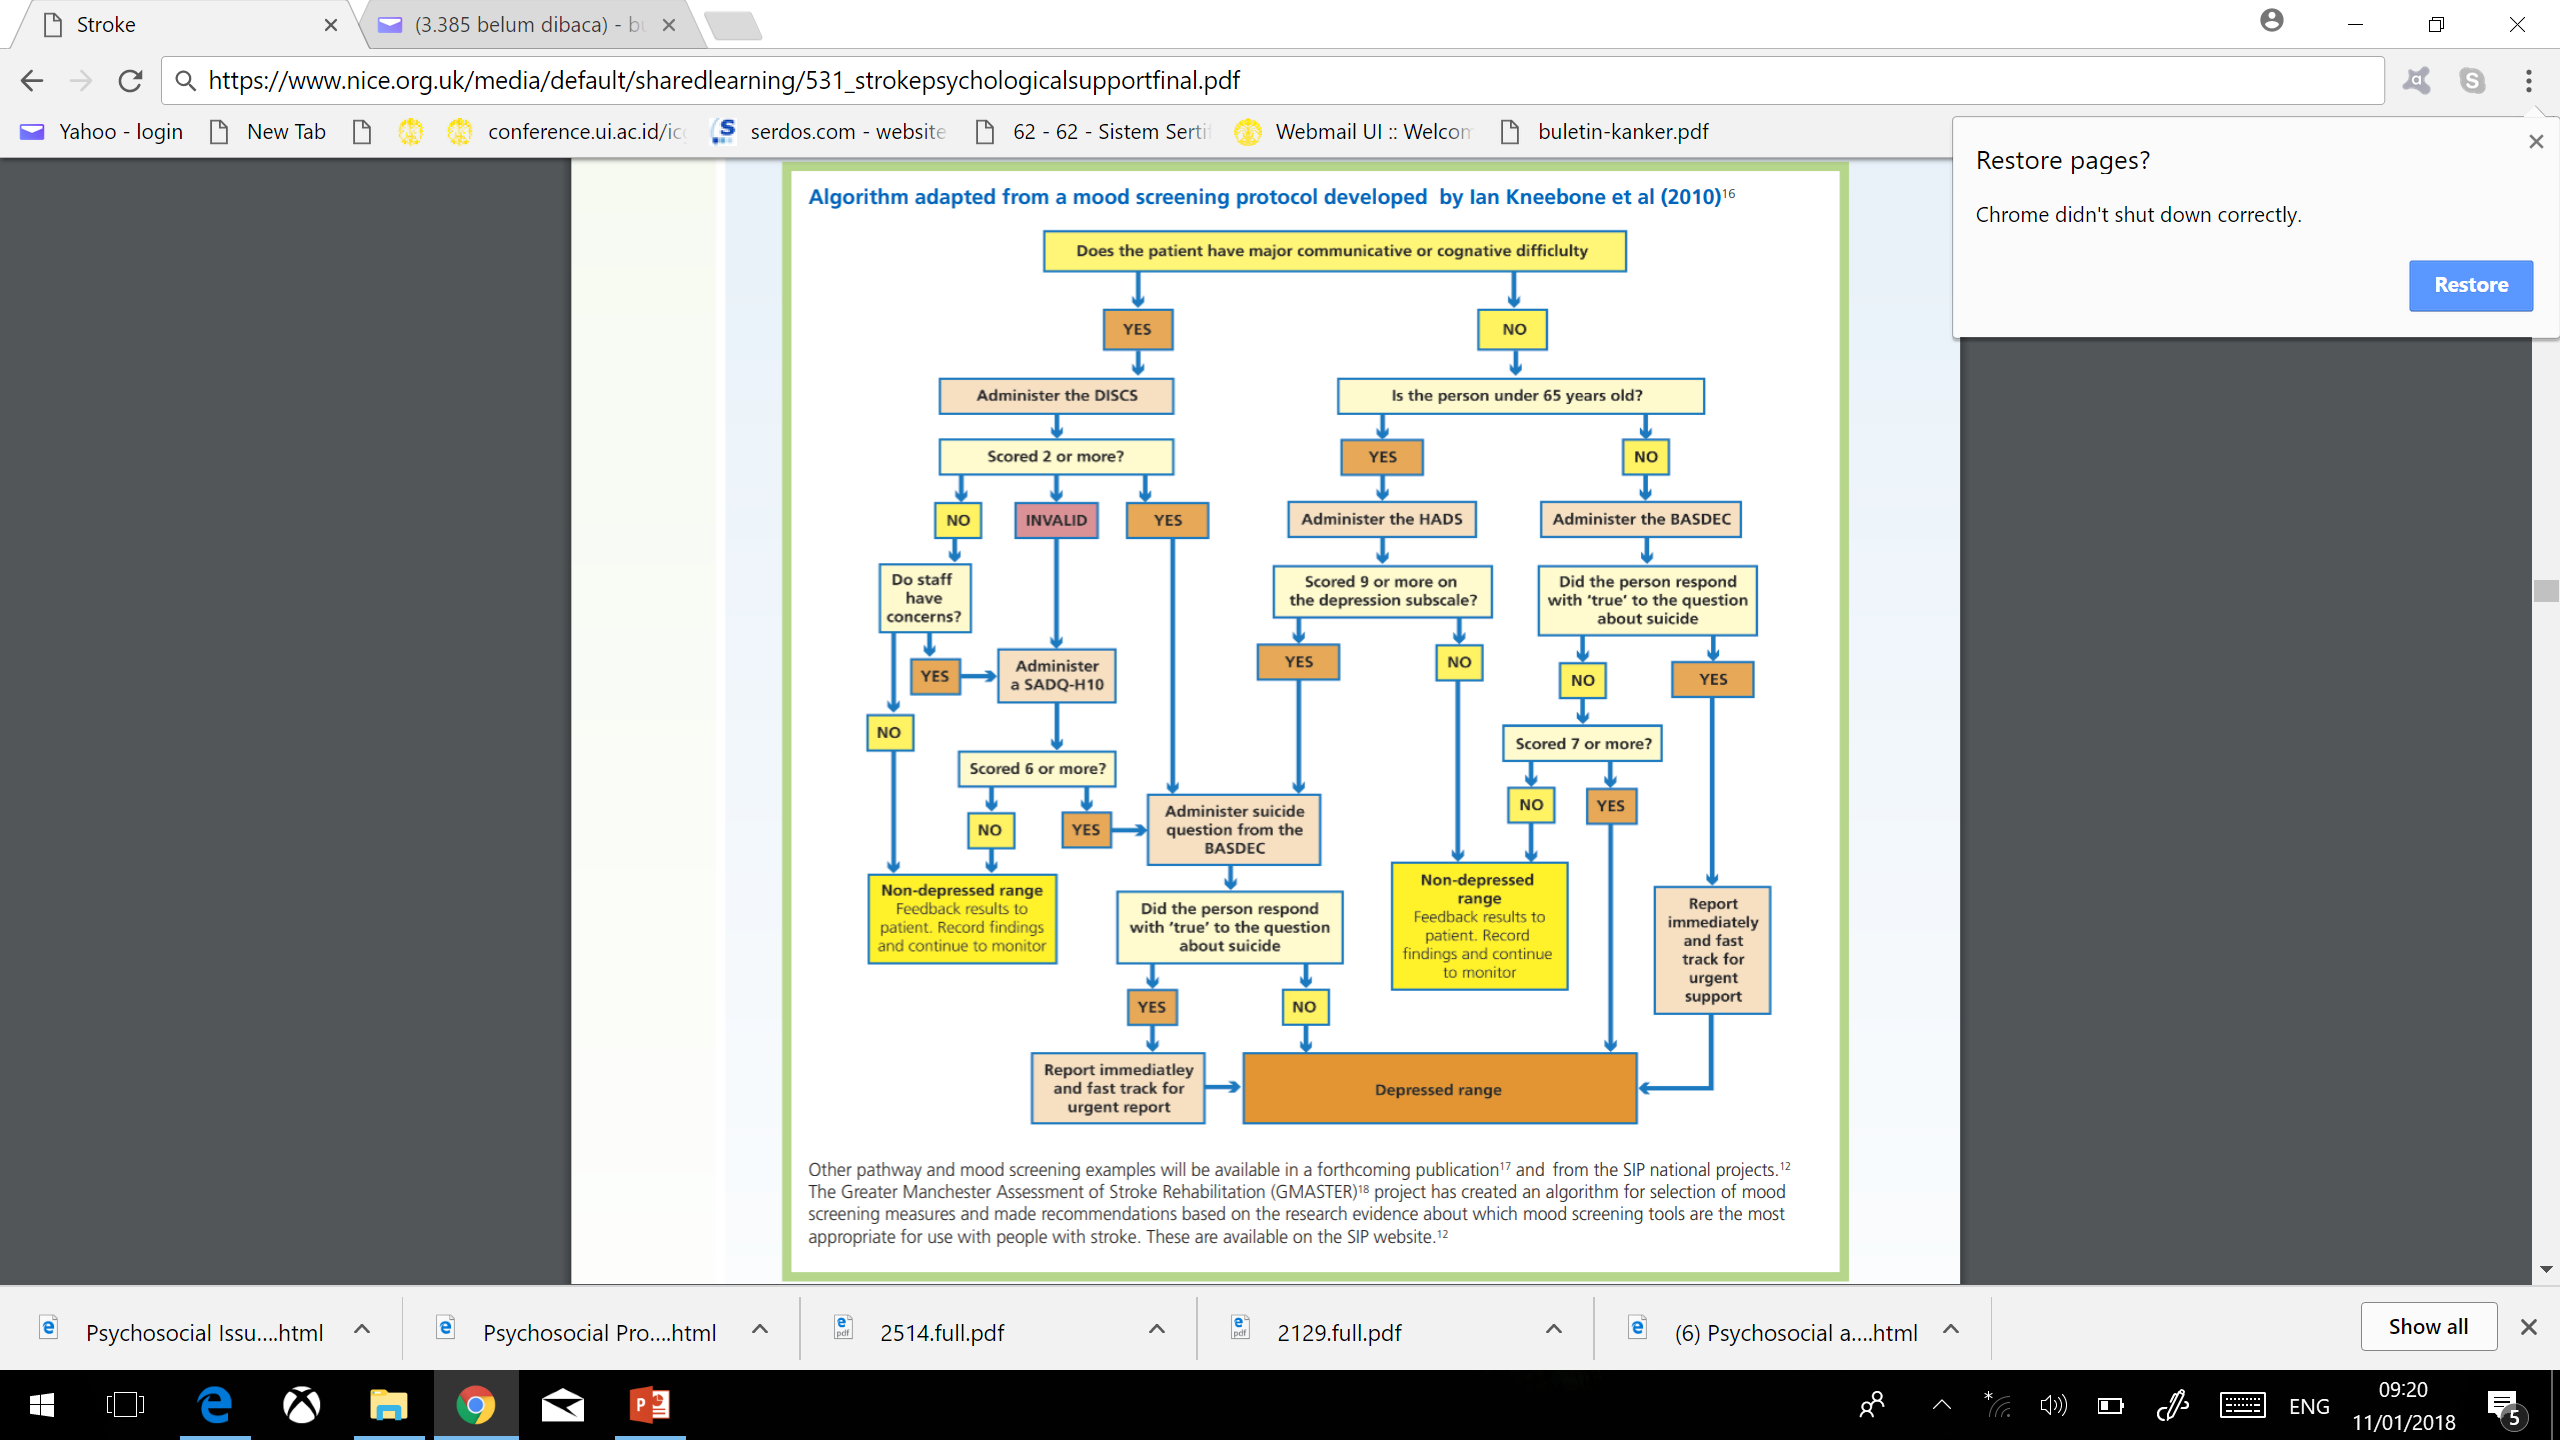 Stroke
(3.385 belum dibaca) - b
https://www.nice.org.uk/media/default/sharedlearning/531_strokepsychologicalsupportfinal.pdf
Yahoo - login
New Tab
conference.ui.ac.id/ic
serdos.com - website
62 - 62 - Sistem Serti
Webmail UI :: Welcom
buletin-kanker.pdf
Restore pages?
Chrome didn't shut down correctly.
Restore
Algorithm adapted from a mood screening protocol developed by Ian Kneebone et al (2010)16
Does the patient have major communicative or cognative difficlulty
YES
NO
Administer the DISCS
Is the person under 65 years old?
Scored 2 or more?
YES
NO
NO
INVALID
YES
Administer the HADS
Administer the BASDEC
Do staff
have
concerns?
Scored 9 or more on
the depression subscale?
Did the person respond
with ‘true’ to the question
about suicide
YES
Administer
a SADQ-H10
YES
NO
NO
YES
NO
Scored 7 or more?
Scored 6 or more?
NO
YES
NO
YES
Administer suicide
question from the
BASDEC
Non-depressed range
Feedback results to
patient. Record findings
and continue to monitor
Did the person respond
with ‘true’ to the question
about suicide
Non-depressed
range
Feedback results to
patient. Record
findings and continue
to monitor
Report
immediately
and fast
track for
urgent
support
YES
NO
Report immediatley
and fast track for
urgent report
Depressed range
Other pathway and mood screening examples will be available in a forthcoming publication17 and from the SIP national projects.12
The Greater Manchester Assessment of Stroke Rehabilitation (GMASTER)18 project has created an algorithm for selection of mood
screening measures and made recommendations based on the research evidence about which mood screening tools are the most
appropriate for use with people with stroke. These are available on the SIP website.12
Psychosocial Issu....html
Psychosocial Pro....html
2514.full.pdf
2129.full.pdf
(6) Psychosocial a....html
Show all
ENG
09:20
11/01/2018
5